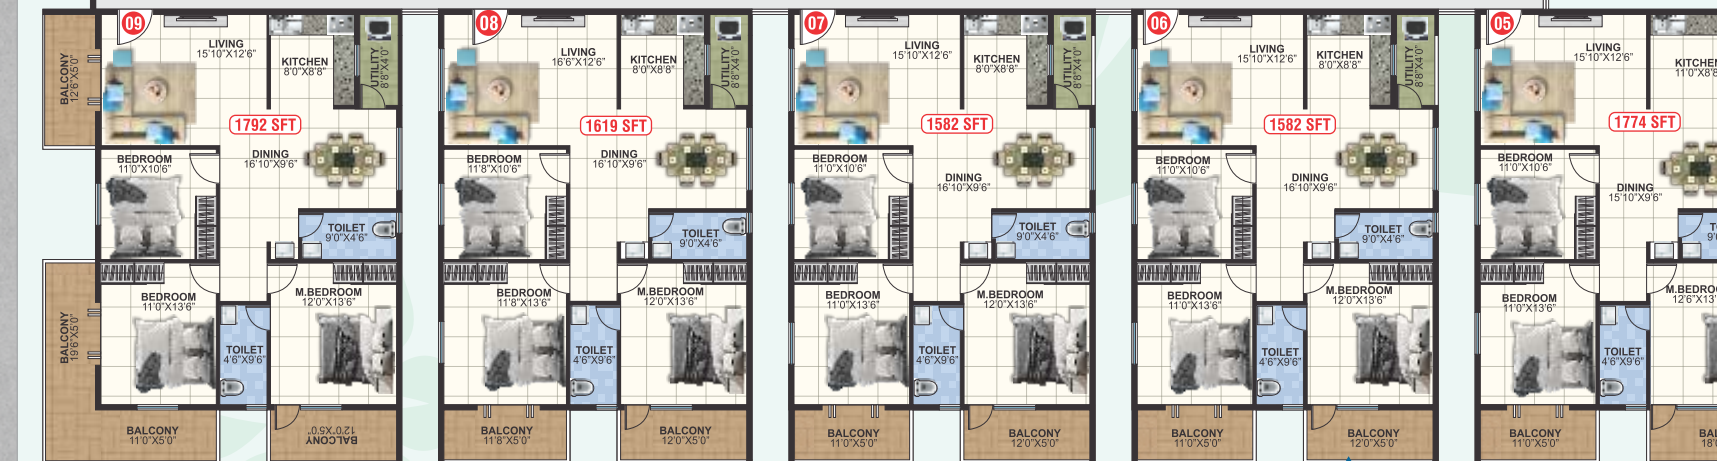 09
LIVING
15'10"X12'6"
KITCHEN
8'0"X8'8"
UTILITY
8'8"X4'0"
BALCONY
12'6"X5'0"
1792 SFT
BEDROOM
11'0"X10'6"
DINING
16'10"X9'6"
TOILET
9'0"X4'6"
BEDROOM
11'0"X13'6"
M.BEDROOM
12'0"X13'6"
BALCONY
19'6"X5'0"
TOILET
4'6"X9'6"
BALCONY
11'0"X5'0"
BALCONY
12'0"X5'0"
08
LIVING
16'6"X12'6"
KITCHEN
8'0"X8'8"
UTILITY
8'8"X4'0"
1619 SFT
BEDROOM
11'8"X10'6"
DINING
16'10"X9'6"
TOILET
9'0"X4'6"
BEDROOM
11'8"X13'6"
M.BEDROOM
12'0"X13'6"
TOILET
4'6"X9'6"
BALCONY
11'8"X5'0"
BALCONY
12'0"X5'0"
07
LIVING
15'10"X12'6"
KITCHEN
8'0"X8'8"
UTILITY
8'8"X4'0"
1582 SFT
BEDROOM
11'0"X10'6"
DINING
16'10"X9'6"
TOILET
9'0"X4'6"
BEDROOM
11'0"X13'6"
M.BEDROOM
12'0"X13'6"
TOILET
4'6"X9'6"
BALCONY
11'0"X5'0"
BALCONY
12'0"X5'0"
06
LIVING
15'10"X12'6"
KITCHEN
8'0"X8'8"
UTILITY
8'8"X4'0"
1582 SFT
BEDROOM
11'0"X10'6"
DINING
16'10"X9'6"
TOILET
9'0"X4'6"
BEDROOM
11'0"X13'6"
M.BEDROOM
12'0"X13'6"
TOILET
4'6"X9'6"
BALCONY
11'0"X5'0"
BALCONY
12'0"X5'0"
05
LIVING
15'10"X12'6"
KITCHEN
11'0"X8'8
1774 SFT
BEDROOM
11'0"X10'6"
DINING
15'10"X9'6"
BEDROOM
11'0"X13'6"
M.BEDROOM
12'6"X13'
TOILET
4'6"X9'6"
BALCONY
11'0"X5'0"